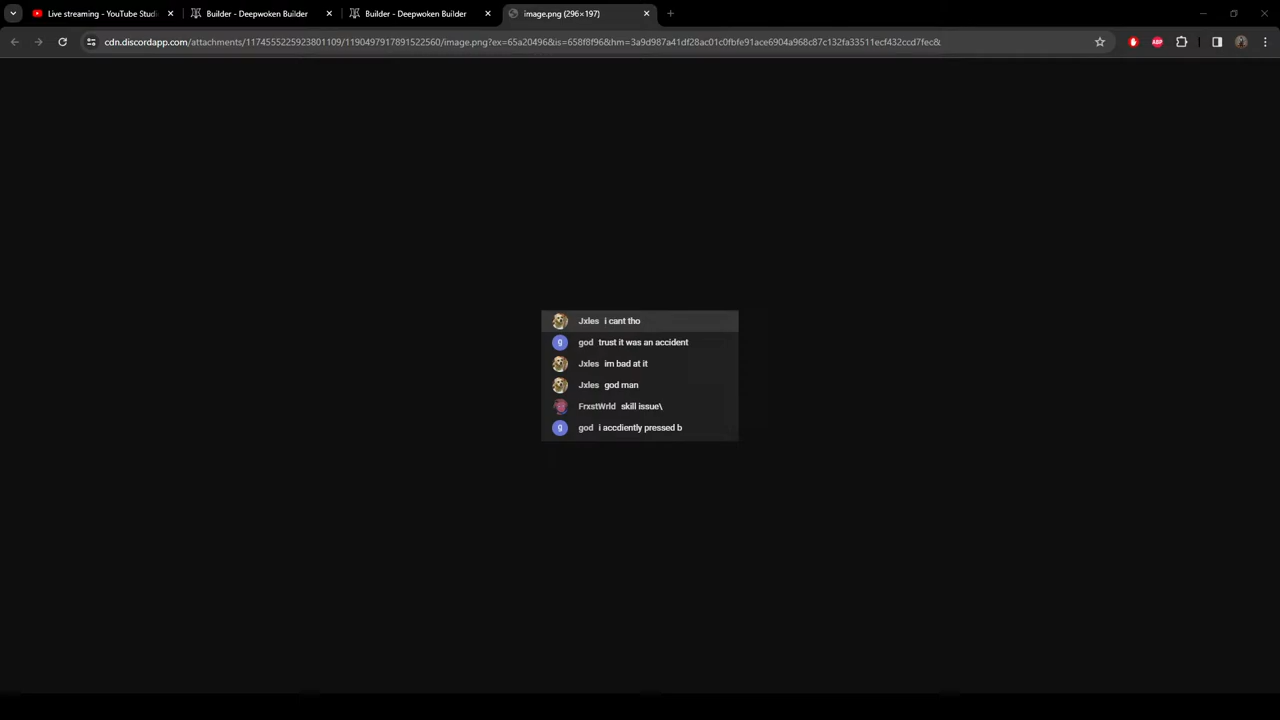 Live streaming - YouTube Studi
Builder - Deepwoken Builder
Builder - Deepwoken Builder
image.png (296×197)
cdn.discordapp.com/attachments/1174555225923801109/1190497917891522560/image.png?ex=65a20496&is=658f8f96&hm=3a9d987a41df28ac01c0fbfe91ace6904a968c87c132fa33511ecf432ccd7fec&
ABP
Jxles i cant tho
g god trust it was an accident
Jxles im bad at it
Jxles god man
FrxstWrld skill issue\
g god i accdiently pressed b